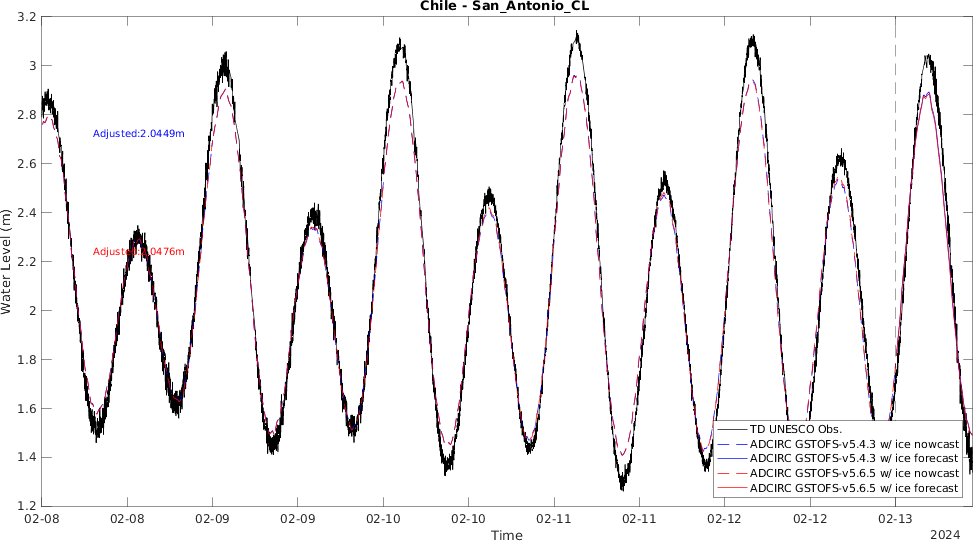 Chile - San_Antonio_CL
3.2
3
2.8
2.6
2.4
2.2
2
1.8
1.6
1.4
1.2
Water Level (m)
Adjusted:2.0449m
Adjusted:2.0476m
TD UNESCO Obs.
ADCIRC GSTOFS-v5.4.3 w/ ice nowcast
ADCIRC GSTOFS-v5.4.3 w/ ice forecast
ADCIRC GSTOFS-v5.6.5 w/ ice nowcast
ADCIRC GSTOFS-v5.6.5 w/ ice forecast
02-08 02-08 02-09 02-09 02-10 02-10 02-11 02-11 02-12 02-12 02-13
Time
2024